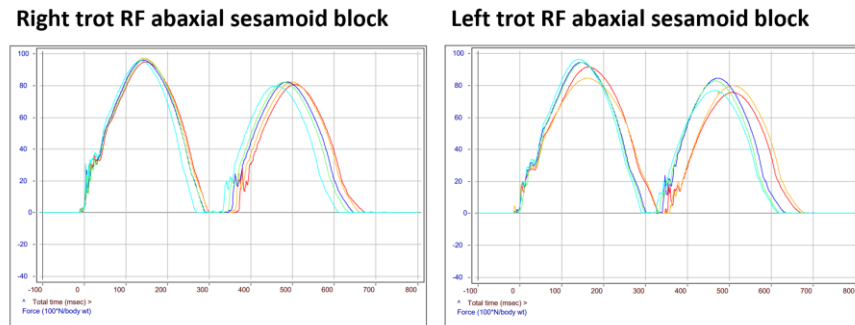 Right trot RF abaxial sesamoid block
Left trot RF abaxial sesamoid block
100
80
60
40
20
0
-20
-40
-100 0 100 200 300 400 500 600 700 800
^ Total time (msec) >
Force (100*N/body wt)
100
80
60
40
20
0
-20
-40
-100 0 100 200 300 400 500 600 700 800
^ Total time (msec) >
Force (100*N/body wt)